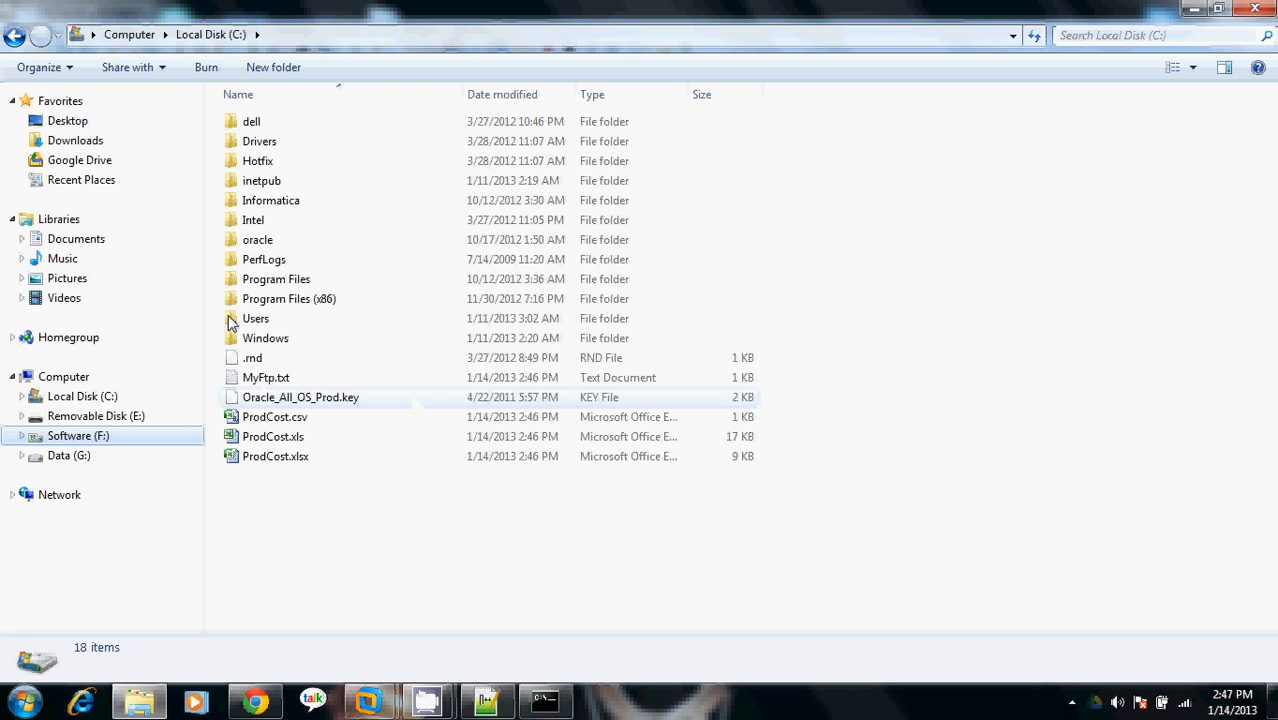 Computer Local Disk (C:) Search Local Disk (C:)
Organize Share with Burn New folder
Name Date modified Type Size
Favorites
Desktop
Downloads
Google Drive
Recent Places
Libraries
Documents
Music
Pictures
Videos
Homegroup
Computer
Local Disk (C:)
Removable Disk (E:)
Software (F:)
Data (G:)
Network
dell 3/27/2012 10:46 PM File folder
Drivers 3/28/2012 11:07 AM File folder
Hotfix 3/28/2012 11:07 AM File folder
inetpub 1/11/2013 2:19 AM File folder
Informatica 10/12/2012 3:30 AM File folder
Intel 3/27/2012 11:05 PM File folder
oracle 10/17/2012 1:50 AM File folder
PerfLogs 7/14/2009 11:20 AM File folder
Program Files 10/12/2012 3:36 AM File folder
Program Files (x86) 11/30/2012 7:16 PM File folder
Users 1/11/2013 3:02 AM File folder
Windows 1/11/2013 2:20 AM File folder
.rnd 3/27/2012 8:49 PM RND File 1 KB
MyFtp.txt 1/14/2013 2:46 PM Text Document 1 KB
Oracle_All_OS_Prod.key 4/22/2011 5:57 PM KEY File 2 KB
ProdCost.csv 1/14/2013 2:46 PM Microsoft Office E... 1 KB
ProdCost.xls 1/14/2013 2:46 PM Microsoft Office E... 17 KB
ProdCost.xlsx 1/14/2013 2:46 PM Microsoft Office E... 9 KB
18 items
talk
C:\
2:47 PM
1/14/2013